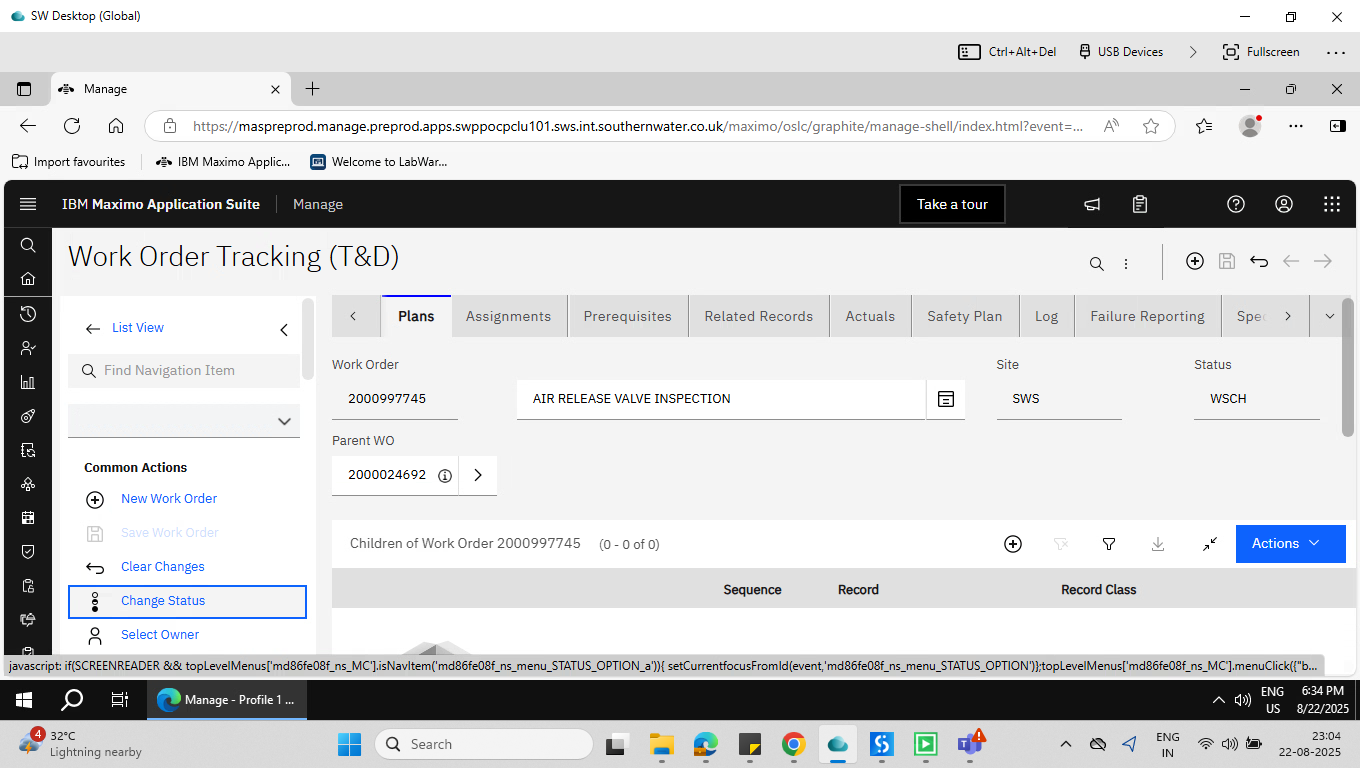 SW Desktop (Global)
Ctrl+Alt+Del USB Devices Fullscreen
Manage
https://maspreprod.manage.preprod.apps.swppocpclu101.sws.int.southernwater.co.uk/maximo/oslc/graphite/manage-shell/index.html?event=...
Import favourites IBM Maximo Applic... Welcome to LabWar...
IBM Maximo Application Suite Manage Take a tour
Work Order Tracking (T&D)
List View
Find Navigation Item
Common Actions
New Work Order
Save Work Order
Clear Changes
Change Status
Select Owner
Plans Assignments Prerequisites Related Records Actuals Safety Plan Log Failure Reporting Spec
Work Order Site Status
2000997745 AIR RELEASE VALVE INSPECTION SWS WSCH
Parent WO
2000024692
Children of Work Order 2000997745 (0 - 0 of 0) Actions
Sequence Record Record Class
javascript: if(SCREENREADER && topLevelMenus['md86fe08f_ns_MC'].isNavItem('md86fe08f_ns_menu_STATUS_OPTION_a')){ setCurrentfocusFromId(event,'md86fe08f_ns_menu_STATUS_OPTION')};topLevelMenus['md86fe08f_ns_MC'].menuClick({"b...
Manage - Profile 1 ... ENG 6:34 PM
US 8/22/2025
4 32°C
Lightning nearby
Search
ENG 23:04
IN 22-08-2025